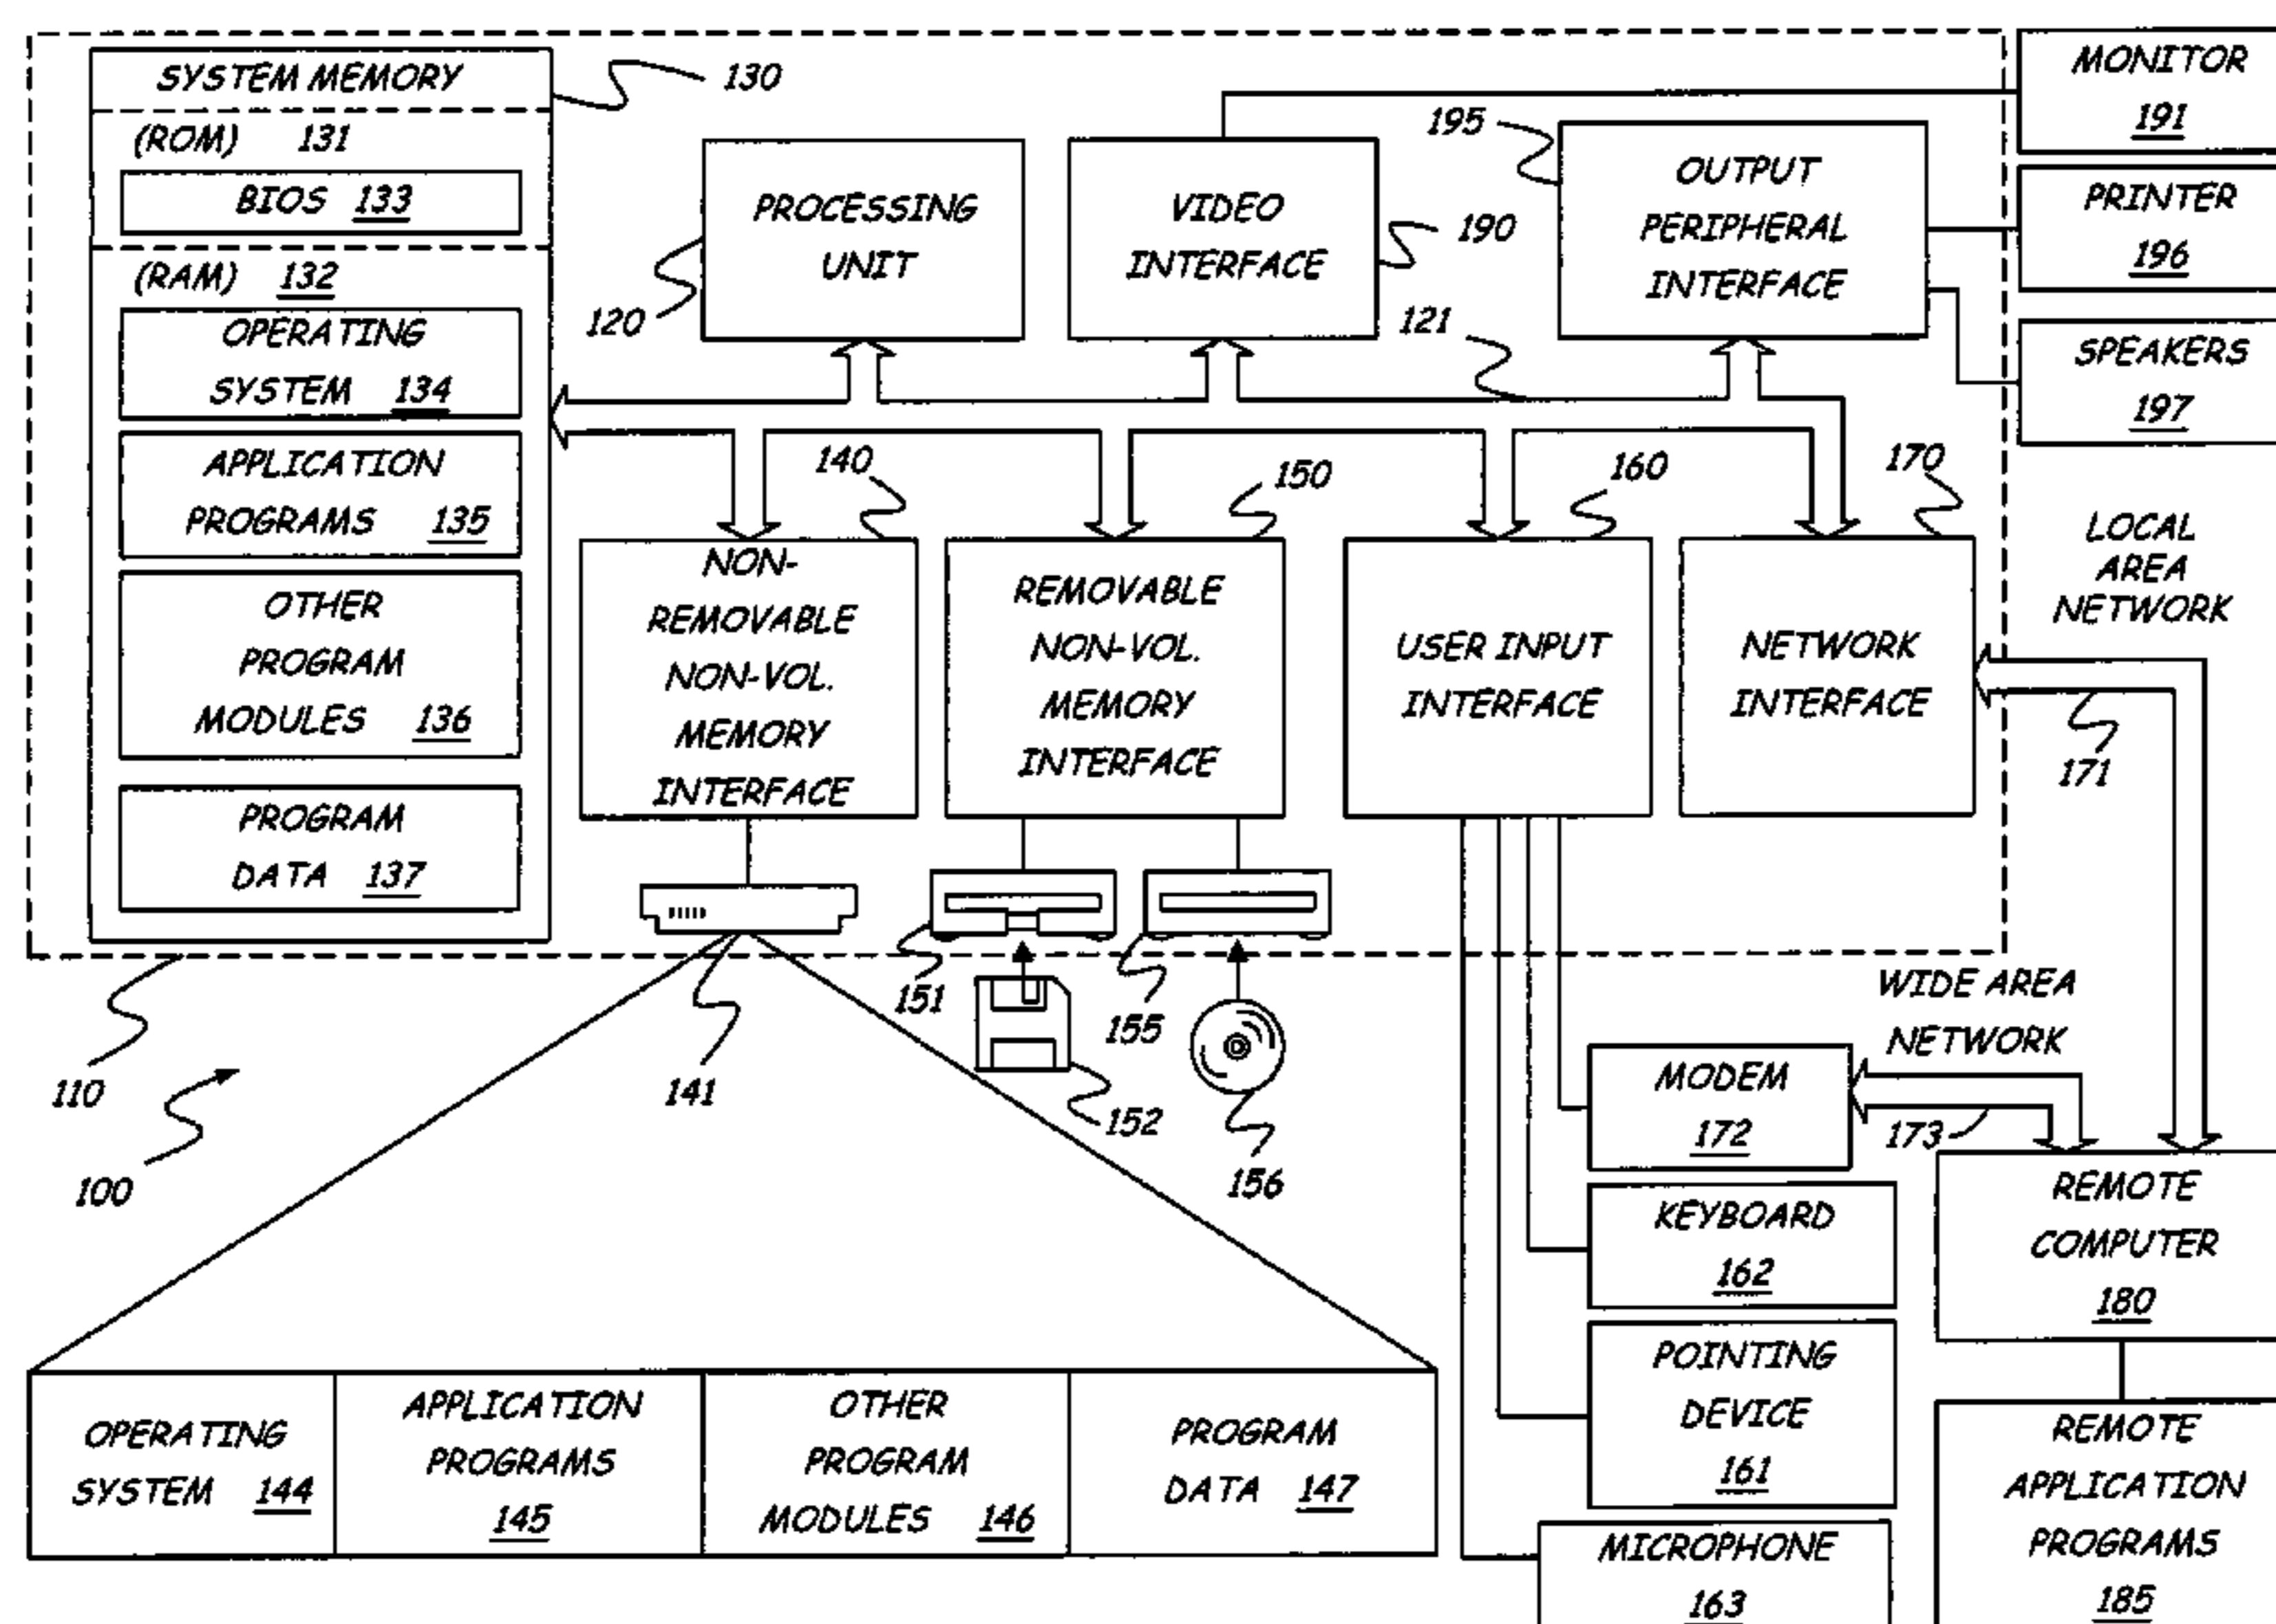 SYSTEM MEMORY
130
(ROM) 131
BIOS 133
(RAM) 132
OPERATING
SYSTEM 134
APPLICATION
PROGRAMS 135
OTHER
PROGRAM
MODULES 136
PROGRAM
DATA 137
PROCESSING
UNIT
120
VIDEO
INTERFACE
190
121
195
OUTPUT
PERIPHERAL
INTERFACE
MONITOR
191
PRINTER
196
SPEAKERS
197
140
NON-
REMOVABLE
NON-VOL.
MEMORY
INTERFACE
150
REMOVABLE
NON-VOL.
MEMORY
INTERFACE
160
USER INPUT
INTERFACE
170
NETWORK
INTERFACE
LOCAL
AREA
NETWORK
171
110
100
141
151
152
155
156
WIDE AREA
NETWORK
MODEM
172
173
KEYBOARD
162
POINTING
DEVICE
161
MICROPHONE
163
REMOTE
COMPUTER
180
REMOTE
APPLICATION
PROGRAMS
185
OPERATING
SYSTEM 144
APPLICATION
PROGRAMS
145
OTHER
PROGRAM
MODULES 146
PROGRAM
DATA 147